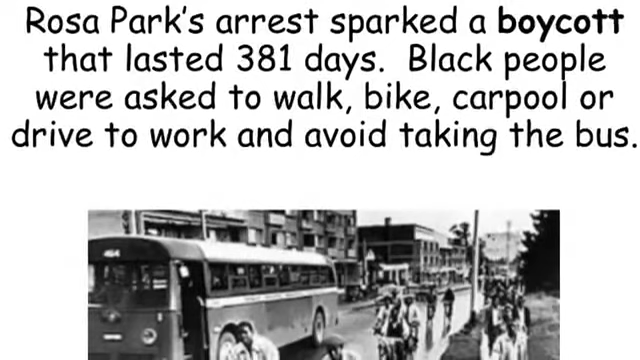 Rosa Park's arrest sparked a boycott
that lasted 381 days. Black people
were asked to walk, bike, carpool or
drive to work and avoid taking the bus.